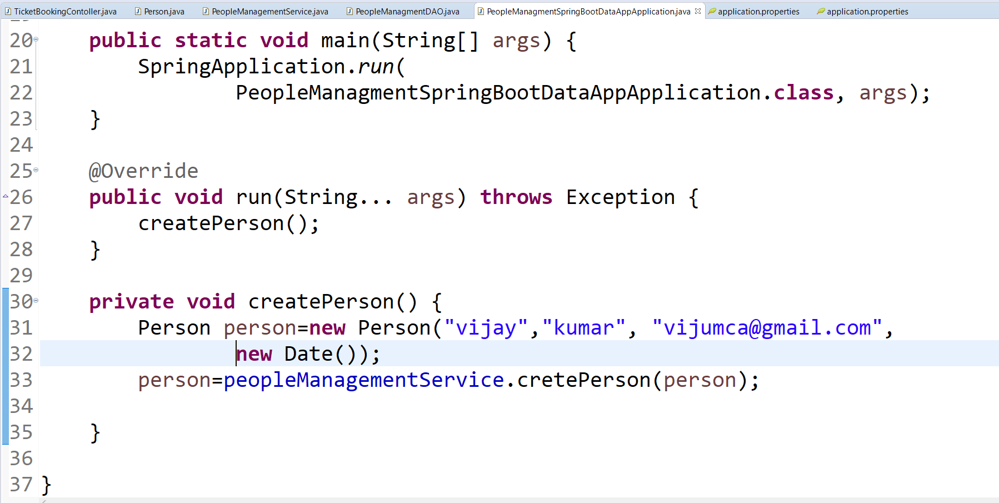 TicketBookingContoller.java Person.java PeopleManagementService.java PeopleManagmentDAO.java PeopleManagmentSpringBootDataAppApplication.java application.properties application.properties
20 public static void main(String[] args) {
21 SpringApplication.run(
22 PeopleManagmentSpringBootDataAppApplication.class, args);
23 }
24
25 @Override
26 public void run(String... args) throws Exception {
27 createPerson();
28 }
29
30 private void createPerson() {
31 Person person=new Person("vijay","kumar", "vijumca@gmail.com",
32 new Date());
33 person=peopleManagementService.cretePerson(person);
34
35 }
36
37 }